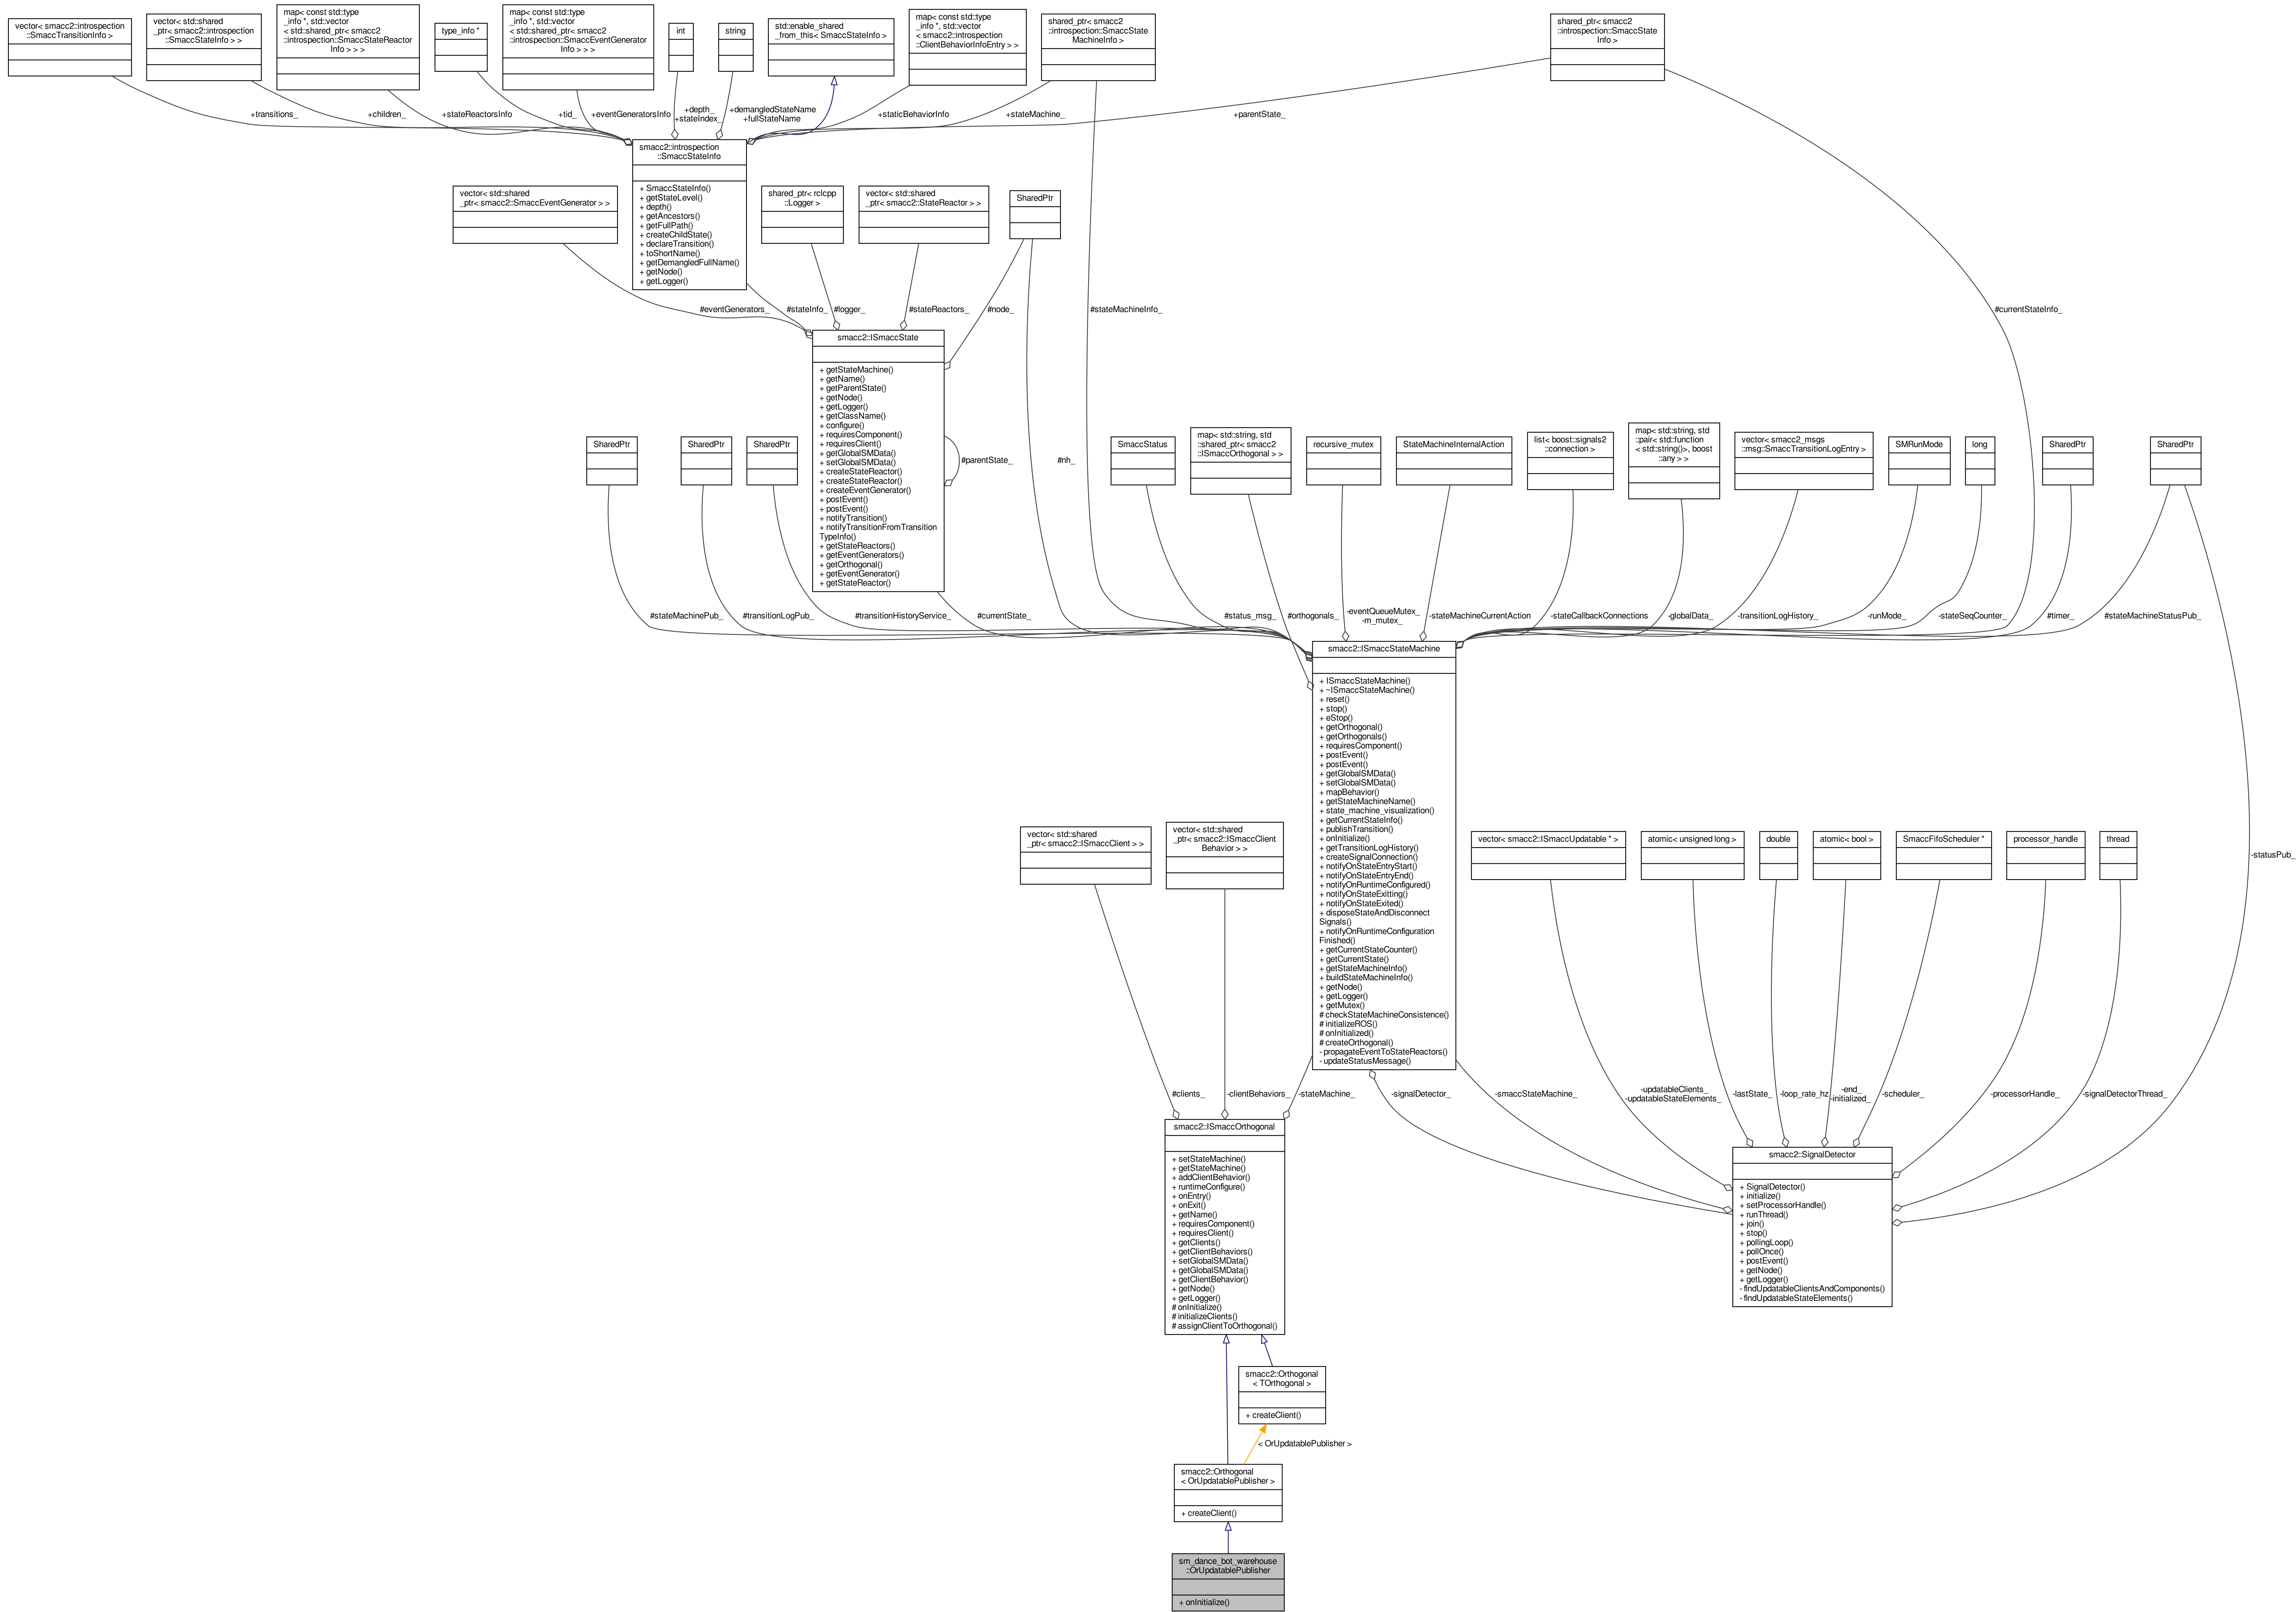 vector< smacc2::introspection
::SmaccTransitionInfo >
vector< std::shared
_ptr< smacc2::introspection
::SmaccStateInfo > >
map< const std::type
_info *, std::vector
< std::shared_ptr< smacc2
::introspection::SmaccStateReactor
Info > > >
type_info *
map< const std::type
_info *, std::vector
< std::shared_ptr< smacc2
::introspection::SmaccEventGenerator
Info > > >
int
string
std::enable_shared
_from_this< SmaccStateInfo >
map< const std::type
_info *, std::vector
< smacc2::introspection
::ClientBehaviorInfoEntry > >
shared_ptr< smacc2
::introspection::SmaccState
MachineInfo >
shared_ptr< smacc2
::introspection::SmaccState
Info >
+transitions_
+children_
+stateReactorsInfo
+tid_
+eventGeneratorsInfo
+depth_
+stateIndex_
+demangledStateName
+fullStateName
+staticBehaviorInfo
+stateMachine_
+parentState_
smacc2::introspection
::SmaccStateInfo
+ SmaccStateInfo()
+ getStateLevel()
+ depth()
+ getAncestors()
+ getFullPath()
+ createChildState()
+ declareTransition()
+ toShortName()
+ getDemangledFullName()
+ getNode()
+ getLogger()
vector< std::shared
_ptr< smacc2::SmaccEventGenerator > >
shared_ptr< rclcpp
::Logger >
vector< std::shared
_ptr< smacc2::StateReactor > >
SharedPtr
#eventGenerators_
#stateInfo_
#logger_
#stateReactors_
#node_
#stateMachineInfo_
#currentStateInfo_
smacc2::ISmaccState
+ getStateMachine()
+ getName()
+ getParentState()
+ getNode()
+ getLogger()
+ getClassName()
+ configure()
+ requiresComponent()
+ requiresClient()
+ getGlobalSMData()
+ setGlobalSMData()
+ createStateReactor()
+ createStateReactor()
+ createEventGenerator()
+ postEvent()
+ postEvent()
+ notifyTransition()
+ notifyTransitionFromTransition
TypeInfo()
+ getStateReactors()
+ getEventGenerators()
+ getOrthogonal()
+ getEventGenerator()
+ getStateReactor()
#parentState_
#nh_
SharedPtr
SharedPtr
SharedPtr
SmaccStatus
map< std::string, std
::shared_ptr< smacc2
::ISmaccOrthogonal > >
recursive_mutex
StateMachineInternalAction
list< boost::signals2
::connection >
map< std::string, std
::pair< std::function
< std::string()>, boost
::any > >
vector< smacc2_msgs
::msg::SmaccTransitionLogEntry >
SMRunMode
long
SharedPtr
SharedPtr
#stateMachinePub_
#transitionLogPub_
#transitionHistoryService_
#currentState_
#status_msg_
#orthogonals_
-eventQueueMutex_
-m_mutex_
-stateMachineCurrentAction
-stateCallbackConnections
-globalData_
-transitionLogHistory_
-runMode_
-stateSeqCounter_
#timer_
#stateMachineStatusPub_
smacc2::ISmaccStateMachine
+ ISmaccStateMachine()
+ ~ISmaccStateMachine()
+ reset()
+ stop()
+ eStop()
+ getOrthogonal()
+ getOrthogonals()
+ requiresComponent()
+ postEvent()
+ postEvent()
+ getGlobalSMData()
+ setGlobalSMData()
+ mapBehavior()
+ getStateMachineName()
+ state_machine_visualization()
+ getCurrentStateInfo()
+ publishTransition()
+ onInitialize()
+ getTransitionLogHistory()
+ createSignalConnection()
+ notifyOnStateEntryStart()
+ notifyOnStateEntryEnd()
+ notifyOnRuntimeConfigured()
+ notifyOnStateExitting()
+ notifyOnStateExited()
+ disposeStateAndDisconnect
Signals()
+ notifyOnRuntimeConfiguration
Finished()
+ getCurrentStateCounter()
+ getCurrentState()
+ getStateMachineInfo()
+ buildStateMachineInfo()
+ getNode()
+ getLogger()
+ getMutex()
# checkStateMachineConsistence()
# initializeROS()
# onInitialized()
# createOrthogonal()
- propagateEventToStateReactors()
- updateStatusMessage()
vector< std::shared
_ptr< smacc2::ISmaccClient > >
vector< std::shared
_ptr< smacc2::ISmaccClient
Behavior > >
vector< smacc2::ISmaccUpdatable * >
atomic< unsigned long >
double
atomic< bool >
SmaccFifoScheduler *
processor_handle
thread
-statusPub_
#clients_
-clientBehaviors_
-stateMachine_
-signalDetector_
-smaccStateMachine_
-updatableClients_
-updatableStateElements_
-lastState_
-loop_rate_hz
-end_
-initialized_
-scheduler_
-processorHandle_
-signalDetectorThread_
smacc2::ISmaccOrthogonal
+ setStateMachine()
+ getStateMachine()
+ addClientBehavior()
+ runtimeConfigure()
+ onEntry()
+ onExit()
+ getName()
+ requiresComponent()
+ requiresClient()
+ getClients()
+ getClientBehaviors()
+ setGlobalSMData()
+ getGlobalSMData()
+ getClientBehavior()
+ getNode()
+ getLogger()
# onInitialize()
# initializeClients()
# assignClientToOrthogonal()
smacc2::SignalDetector
+ SignalDetector()
+ initialize()
+ setProcessorHandle()
+ runThread()
+ join()
+ stop()
+ pollingLoop()
+ pollOnce()
+ postEvent()
+ getNode()
+ getLogger()
- findUpdatableClientsAndComponents()
- findUpdatableStateElements()
smacc2::Orthogonal
< TOrthogonal >
+ createClient()
< OrUpdatablePublisher >
smacc2::Orthogonal
< OrUpdatablePublisher >
+ createClient()
sm_dance_bot_warehouse
::OrUpdatablePublisher
+ onInitialize()